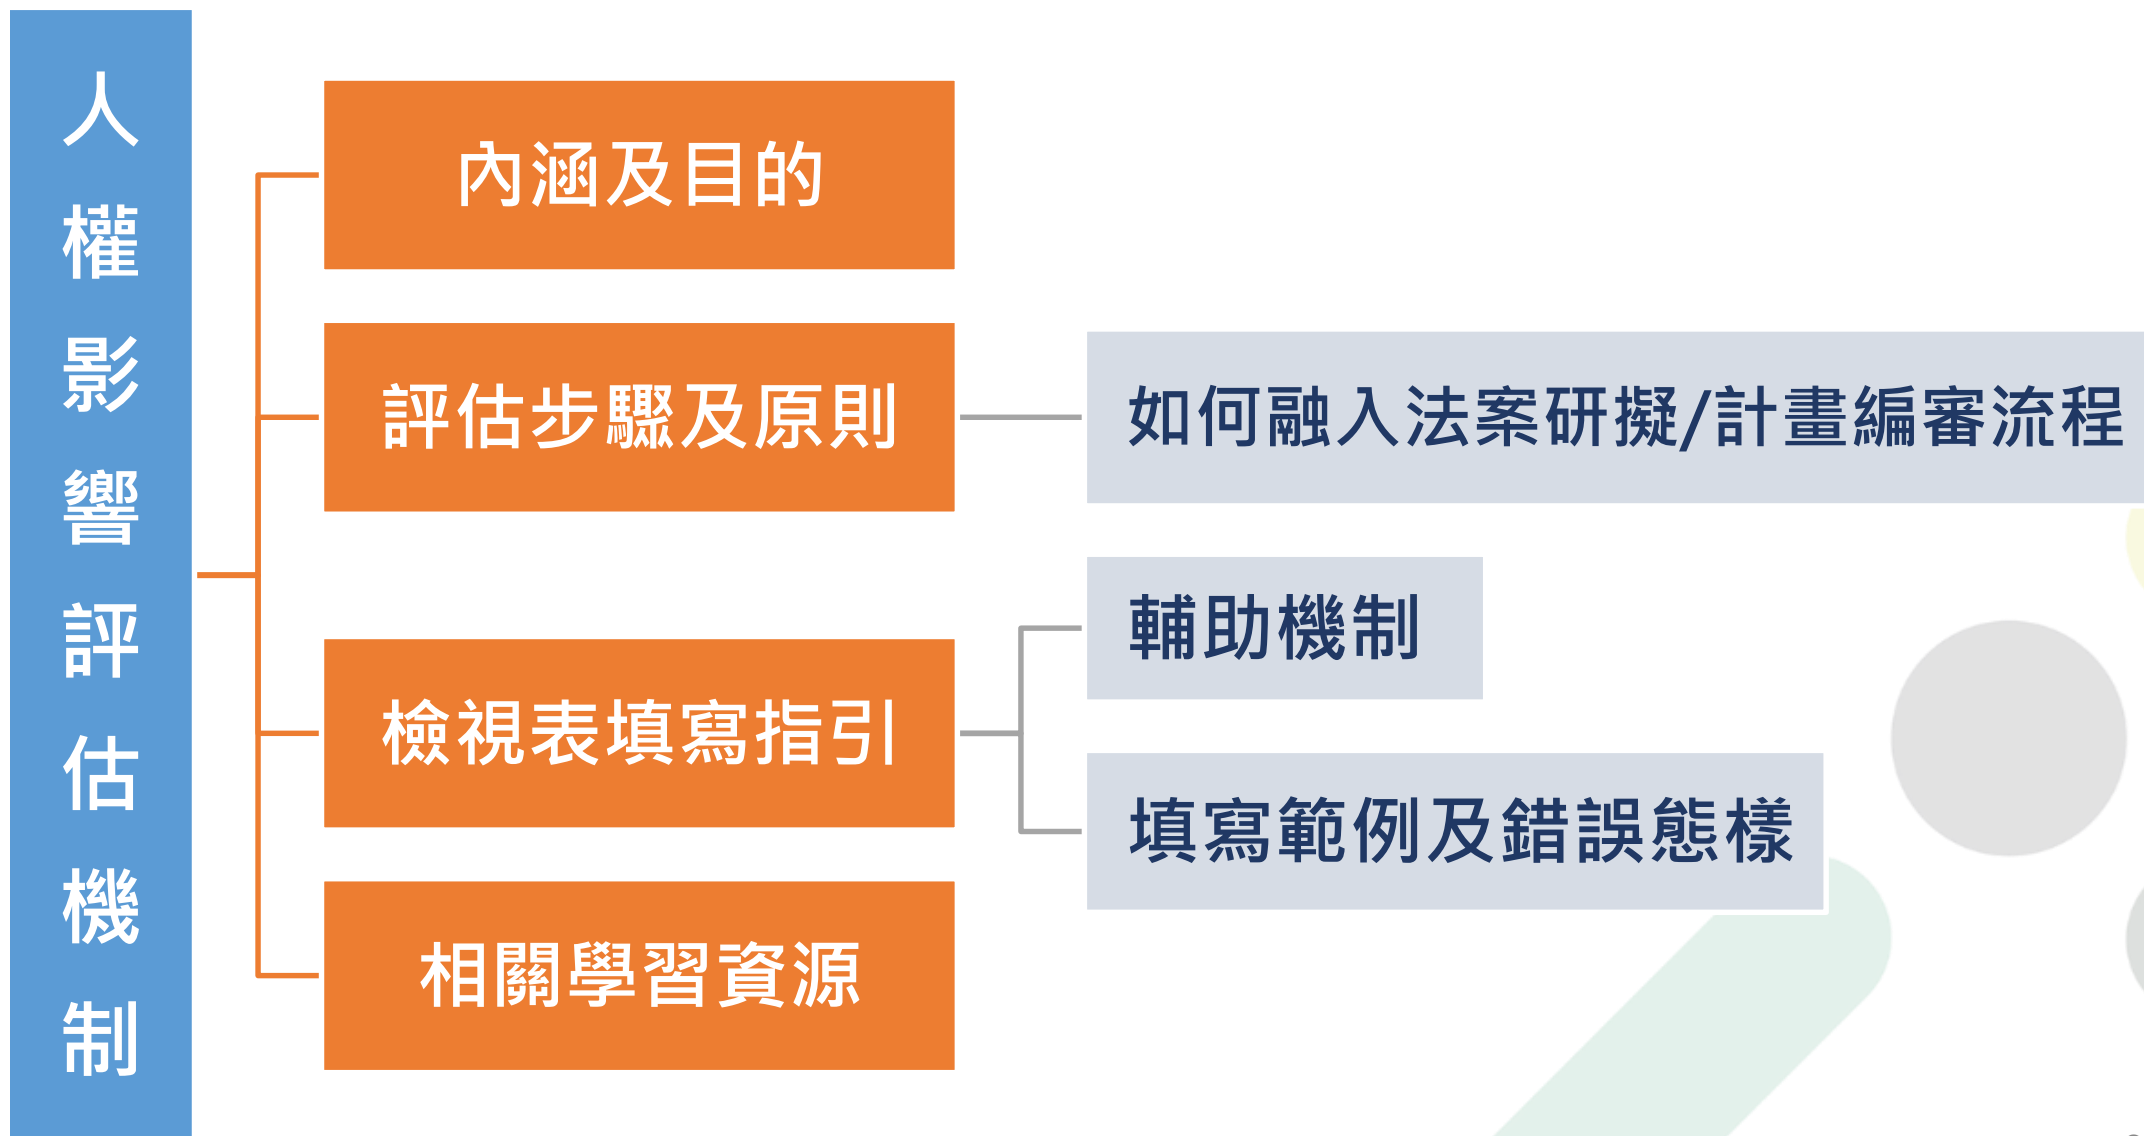 人權影響評估機制
內涵及目的
評估步驟及原則
如何融入法案研擬/計畫編審流程
檢視表填寫指引
輔助機制
填寫範例及錯誤態樣
相關學習資源